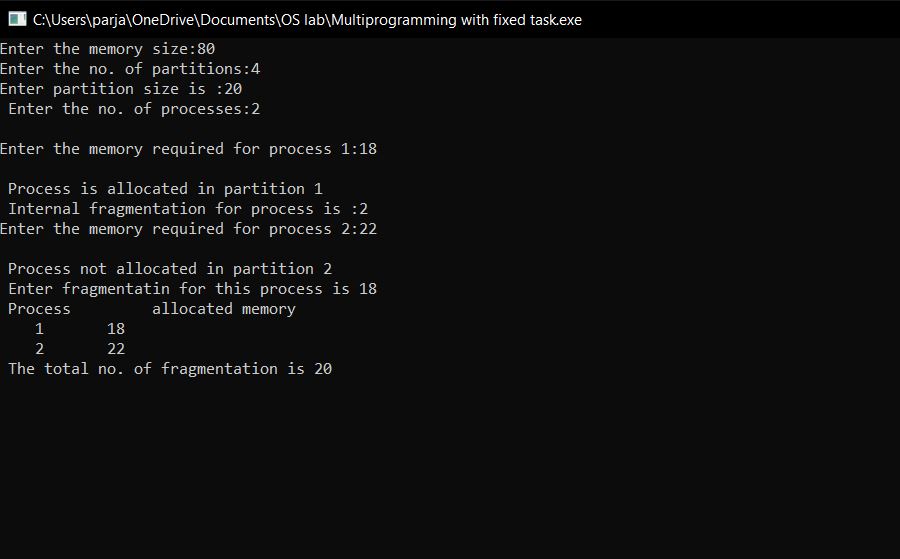 C:\Users\parja\OneDrive\Documents\OS lab\Multiprogramming with fixed task.exe
Enter the memory size:80
Enter the no. of partitions:4
Enter partition size is :20
Enter the no. of processes:2
Enter the memory required for process 1:18
Process is allocated in partition 1
Internal fragmentation for process is :2
Enter the memory required for process 2:22
Process not allocated in partition 2
Enter fragmentatin for this process is 18
Process allocated memory
1 18
2 22
The total no. of fragmentation is 20